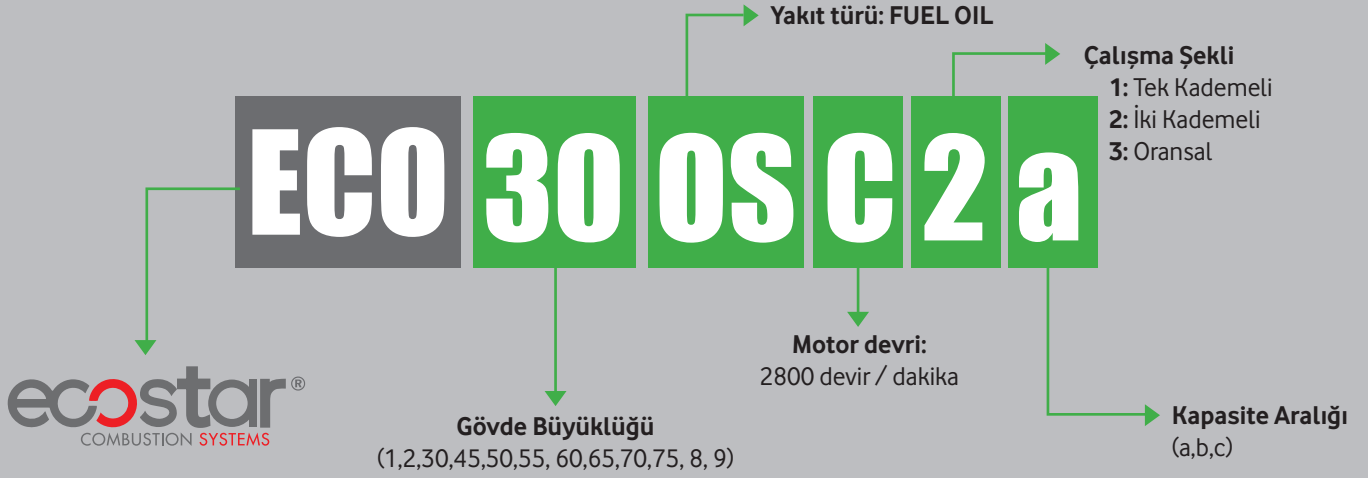 Yakıt türü: FUEL OIL
Çalışma Şekli
1: Tek Kademeli
2: İki Kademeli
3: Oransal
ECO 30 OS C 2 a
ecostar®
COMBUSTION SYSTEMS
Motor devri:
2800 devir / dakika
Gövde Büyüklüğü
(1,2,30,45,50,55, 60,65,70,75, 8, 9)
Kapasite Aralığı
(a,b,c)